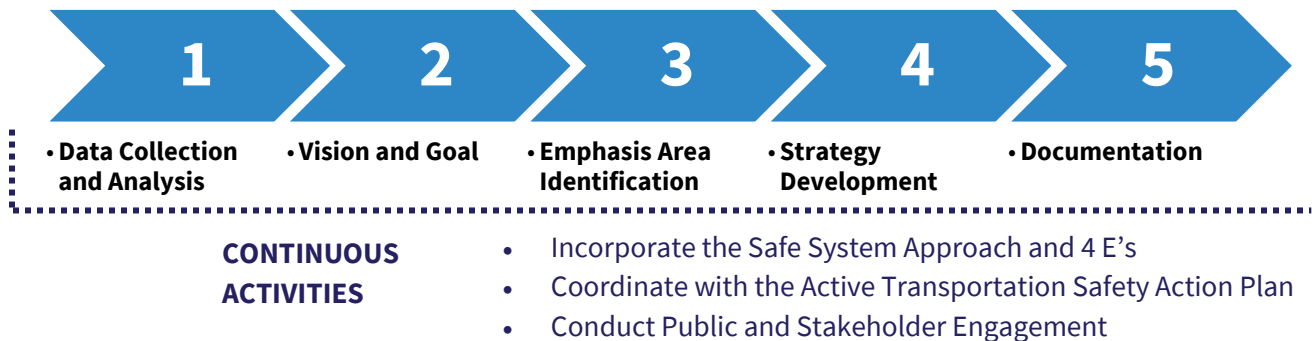 1
2
3
4
5
• Data Collection
and Analysis
• Vision and Goal
• Emphasis Area
Identification
• Strategy
Development
• Documentation
CONTINUOUS
ACTIVITIES
• Incorporate the Safe System Approach and 4 E’s
• Coordinate with the Active Transportation Safety Action Plan
• Conduct Public and Stakeholder Engagement